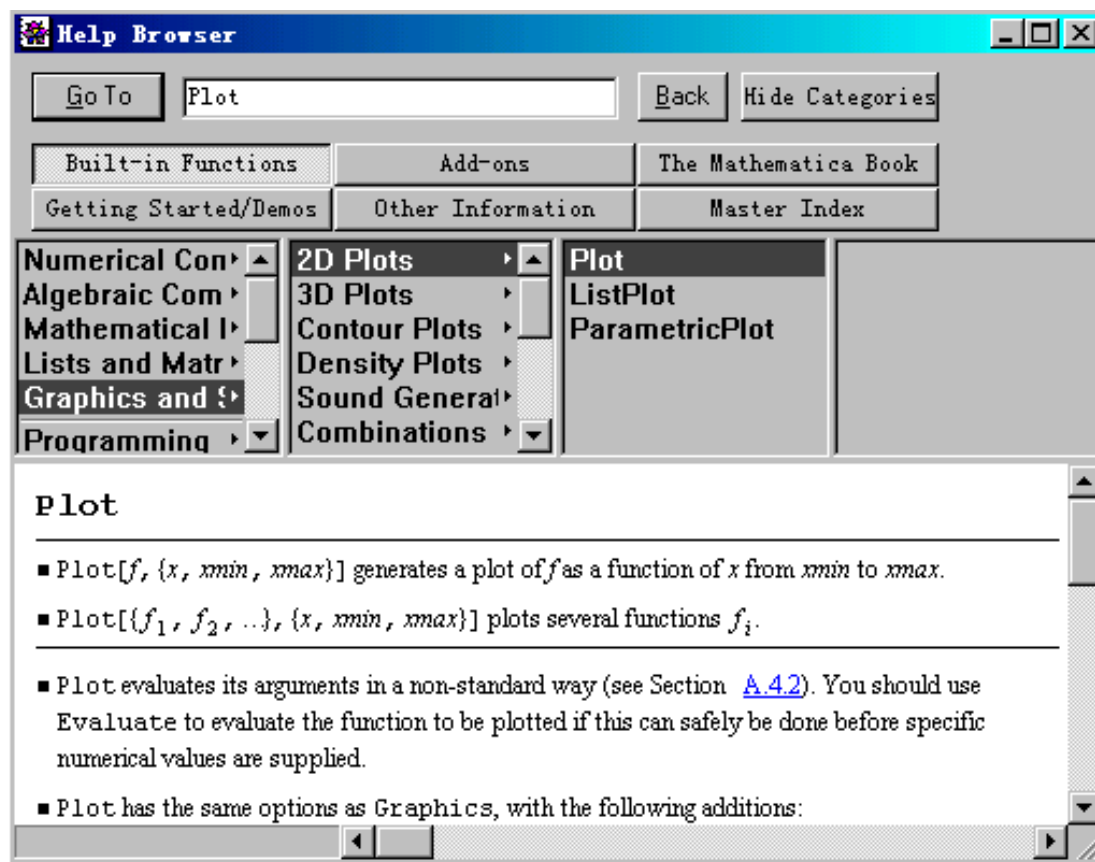 Help Browser
Go To Plot Back Hide Categories
Built-in Functions Add-ons The Mathematica Book
Getting Started/Demos Other Information Master Index
Numerical Con 2D Plots Plot
Algebraic Com 3D Plots ListPlot
Mathematical Contour Plots ParametricPlot
Lists and Matr Density Plots
Graphics and Sound Generat
Programming Combinations
Plot
■ Plot[f, {x, xmin, xmax}] generates a plot of f as a function of x from xmin to xmax.
■ Plot[{f₁, f₂, ..}, {x, xmin, xmax}] plots several functions fᵢ.
■ Plot evaluates its arguments in a non-standard way (see Section A.4.2). You should use
Evaluate to evaluate the function to be plotted if this can safely be done before specific
numerical values are supplied.
■ Plot has the same options as Graphics, with the following additions: